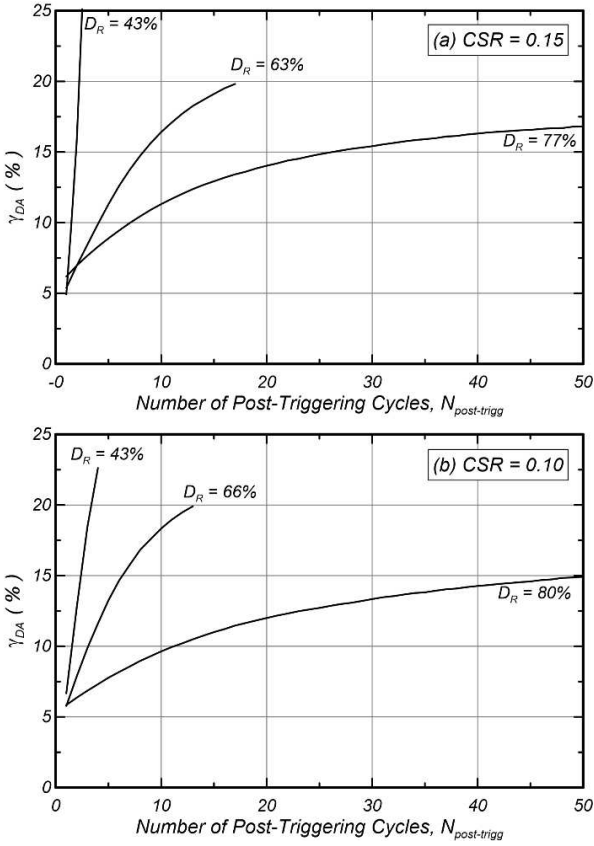 25
D_R = 43%
(a) CSR = 0.15
20
D_R = 63%
15
D_R = 77%
γ_DA ( % )
10
5
0
-0 10 20 30 40 50
Number of Post-Triggering Cycles, N_post-trigg
25
D_R = 43%
(b) CSR = 0.10
20
D_R = 66%
15
D_R = 80%
γ_DA ( % )
10
5
0
0 10 20 30 40 50
Number of Post-Triggering Cycles, N_post-trigg